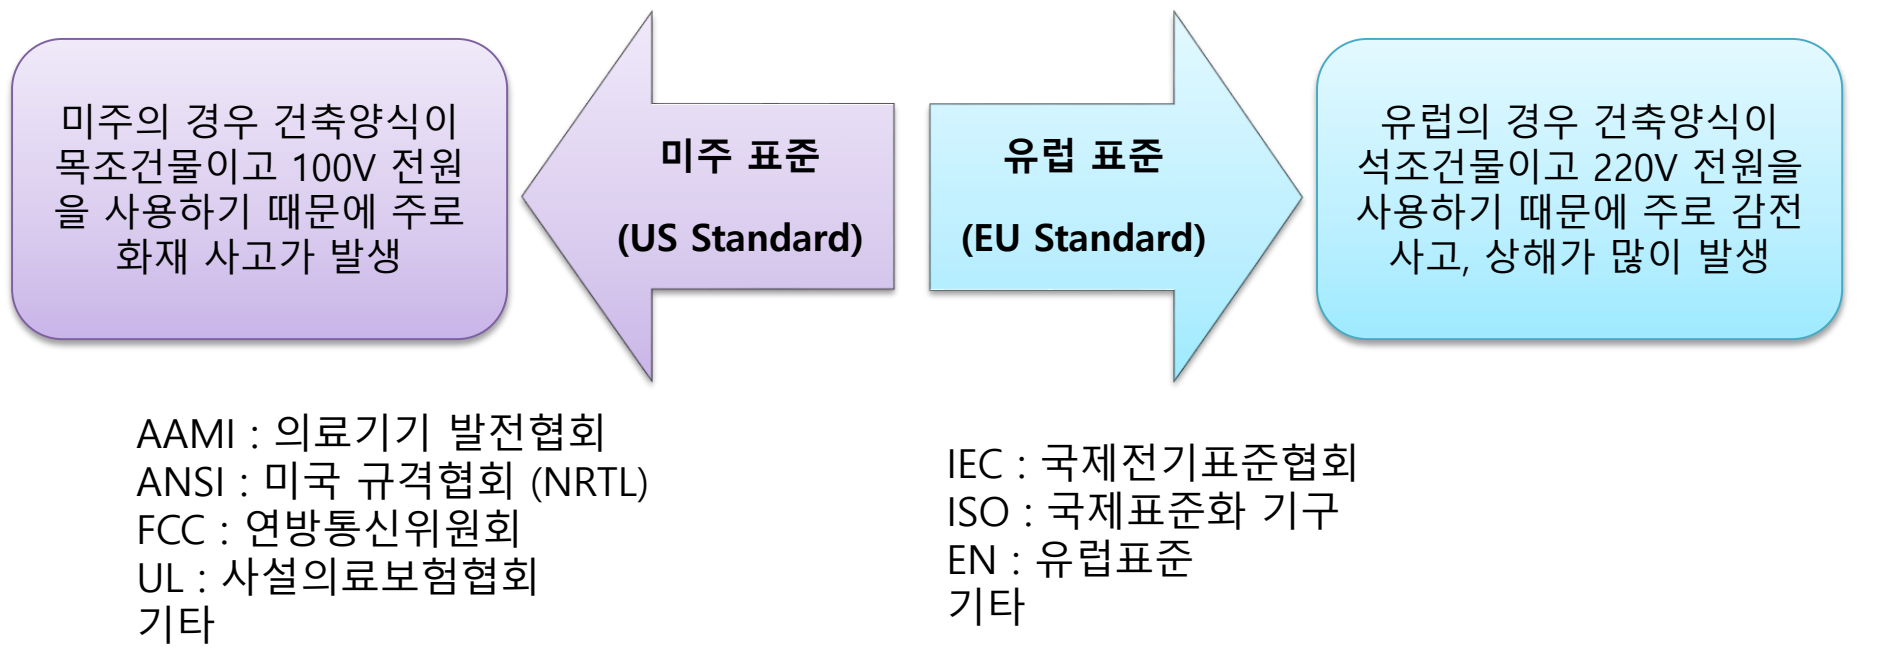 미주의 경우 건축양식이
목조건물이고 100V 전원
을 사용하기 때문에 주로
화재 사고가 발생
미주 표준
(US Standard)
유럽 표준
(EU Standard)
유럽의 경우 건축양식이
석조건물이고 220V 전원을
사용하기 때문에 주로 감전
사고, 상해가 많이 발생
AAMI : 의료기기 발전협회
ANSI : 미국 규격협회 (NRTL)
FCC : 연방통신위원회
UL : 사설의료보험협회
기타
IEC : 국제전기표준협회
ISO : 국제표준화 기구
EN : 유럽표준
기타